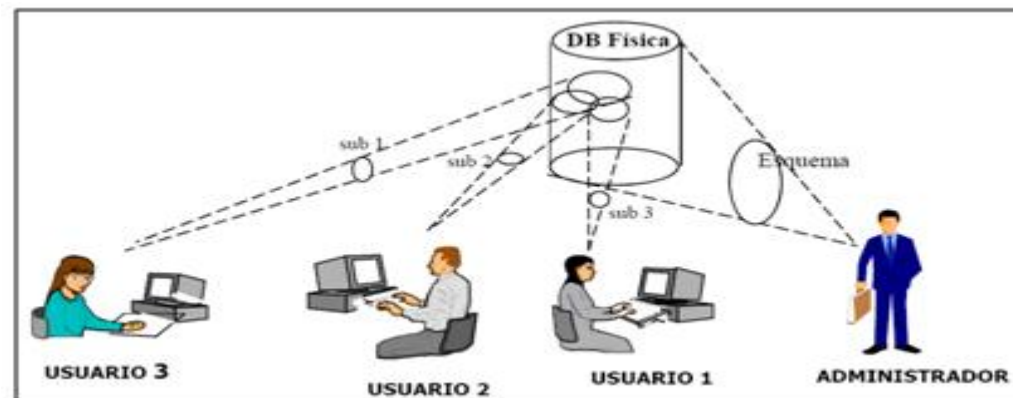 DB Física
sub 1
sub 2
Esquema
sub 3
USUARIO 3
USUARIO 2
USUARIO 1
ADMINISTRADOR